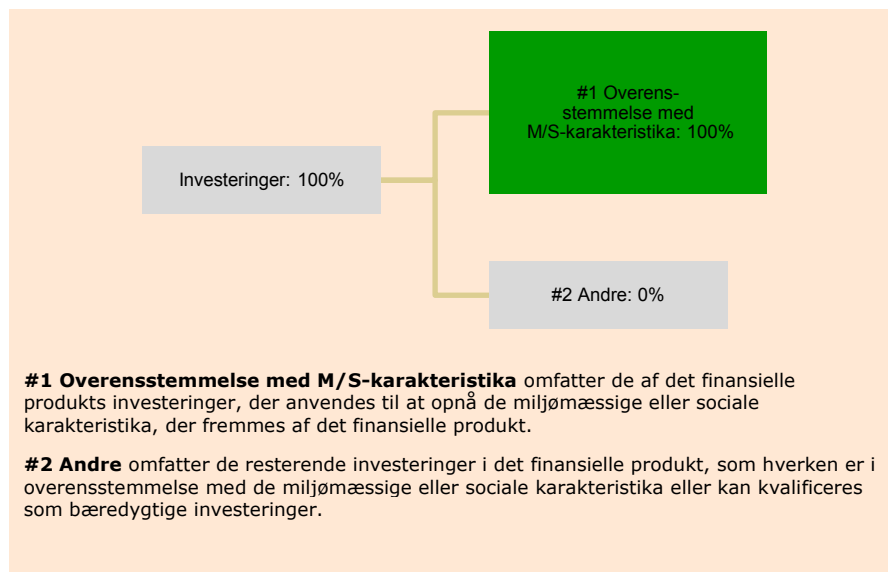 #1 Overens-
stemmelse med
M/S-karakteristika: 100%
Investeringer: 100%
#2 Andre: 0%
#1 Overensstemmelse med M/S-karakteristika omfatter de af det finansielle
produkts investeringer, der anvendes til at opnå de miljømæssige eller sociale
karakteristika, der fremmes af det finansielle produkt.
#2 Andre omfatter de resterende investeringer i det finansielle produkt, som hverken er i
overensstemmelse med de miljømæssige eller sociale karakteristika eller kan kvalificeres
som bæredygtige investeringer.